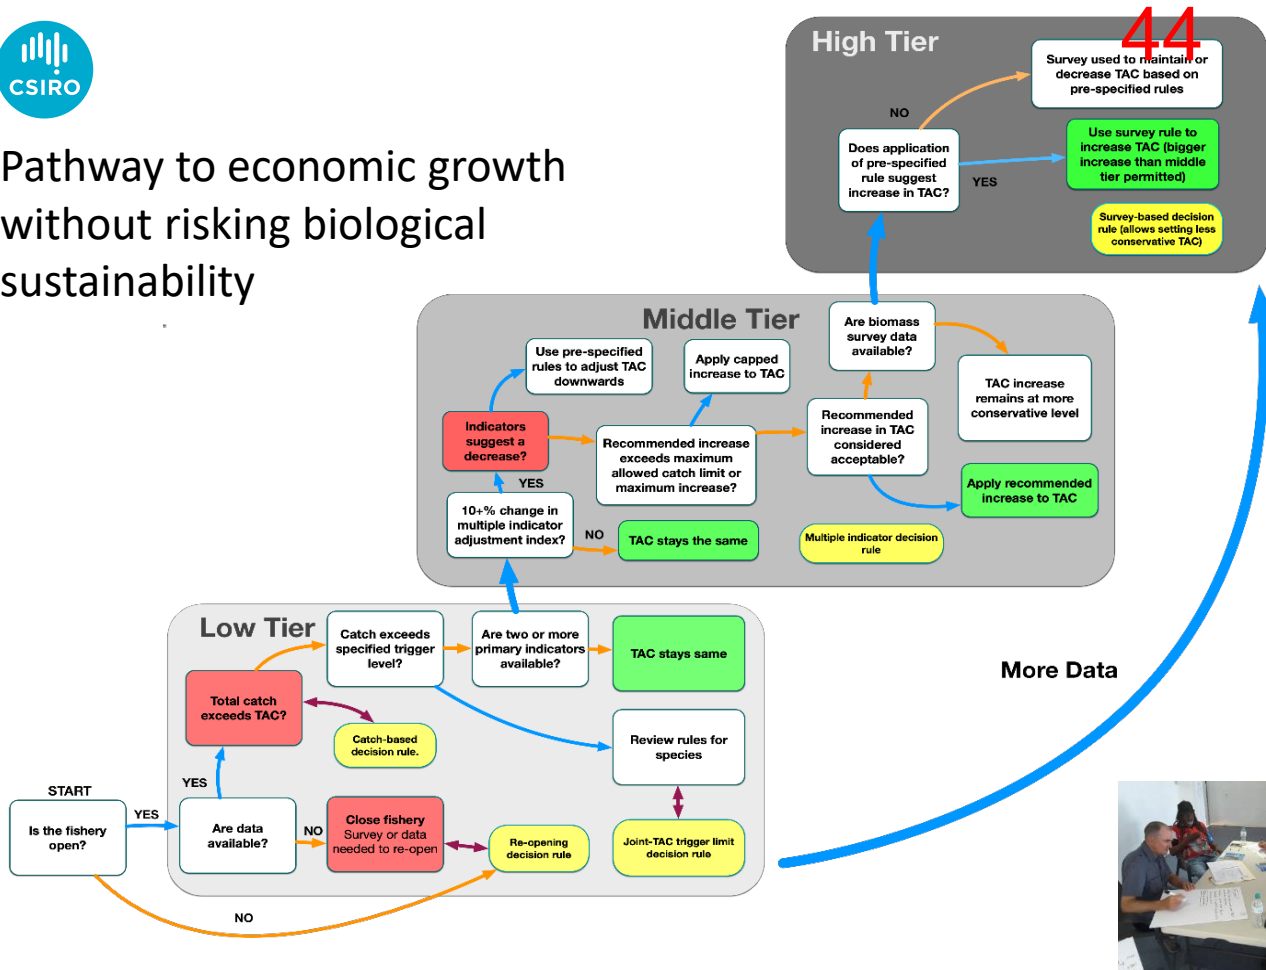 CSIRO
Pathway to economic growth
without risking biological
sustainability
44
High Tier
Survey used to maintain or
decrease TAC based on
pre-specified rules
NO
Does application
of pre-specified
rule suggest
increase in TAC?
YES
Use survey rule to
increase TAC (bigger
increase than middle
tier permitted)
Survey-based decision
rule (allows setting less
conservative TAC)
Middle Tier
Are biomass
survey data
available?
Use pre-specified
rules to adjust TAC
downwards
Apply capped
increase to TAC
TAC increase
remains at more
conservative level
Indicators
suggest a
decrease?
Recommended increase
exceeds maximum
allowed catch limit or
maximum increase?
Recommended
increase in TAC
considered
acceptable?
Apply recommended
increase to TAC
YES
10+% change in
multiple indicator
adjustment index?
NO
TAC stays the same
Multiple indicator decision
rule
Low Tier
Catch exceeds
specified trigger
level?
Are two or more
primary indicators
available?
TAC stays same
Total catch
exceeds TAC?
Catch-based
decision rule.
Review rules for
species
More Data
START
YES
Is the fishery
open?
YES
Are data
available?
NO
Close fishery
Survey or data
needed to re-open
Re-opening
decision rule
Joint-TAC trigger limit
decision rule
NO